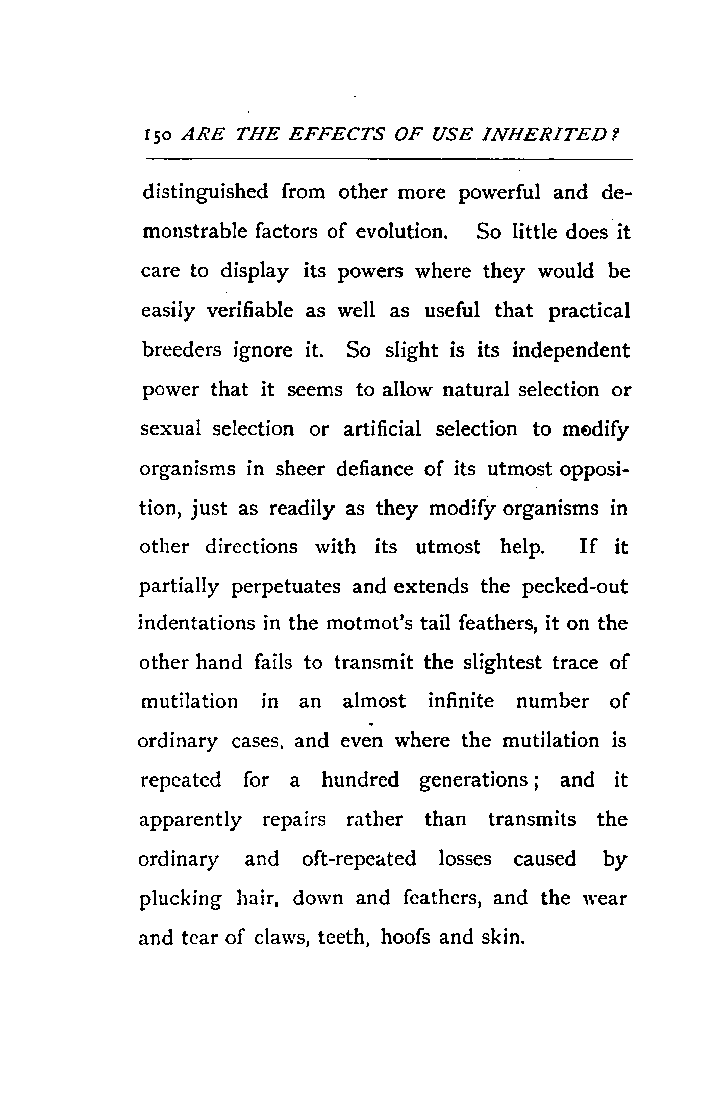 150 ARE THE EFFECTS OF USE INHERITED?
distinguished from other more powerful and de-
monstrable factors of evolution. So little does it
care to display its powers where they would be
easily verifiable as well as useful that practical
breeders ignore it. So slight is its independent
power that it seems to allow natural selection or
sexual selection or artificial selection to modify
organisms in sheer defiance of its utmost opposi-
tion, just as readily as they modify organisms in
other directions with its utmost help. If it
partially perpetuates and extends the pecked-out
indentations in the motmot's tail feathers, it on the
other hand fails to transmit the slightest trace of
mutilation in an almost infinite number of
ordinary cases, and even where the mutilation is
repeated for a hundred generations; and it
apparently repairs rather than transmits the
ordinary and oft-repeated losses caused by
plucking hair, down and feathers, and the wear
and tear of claws, teeth, hoofs and skin.